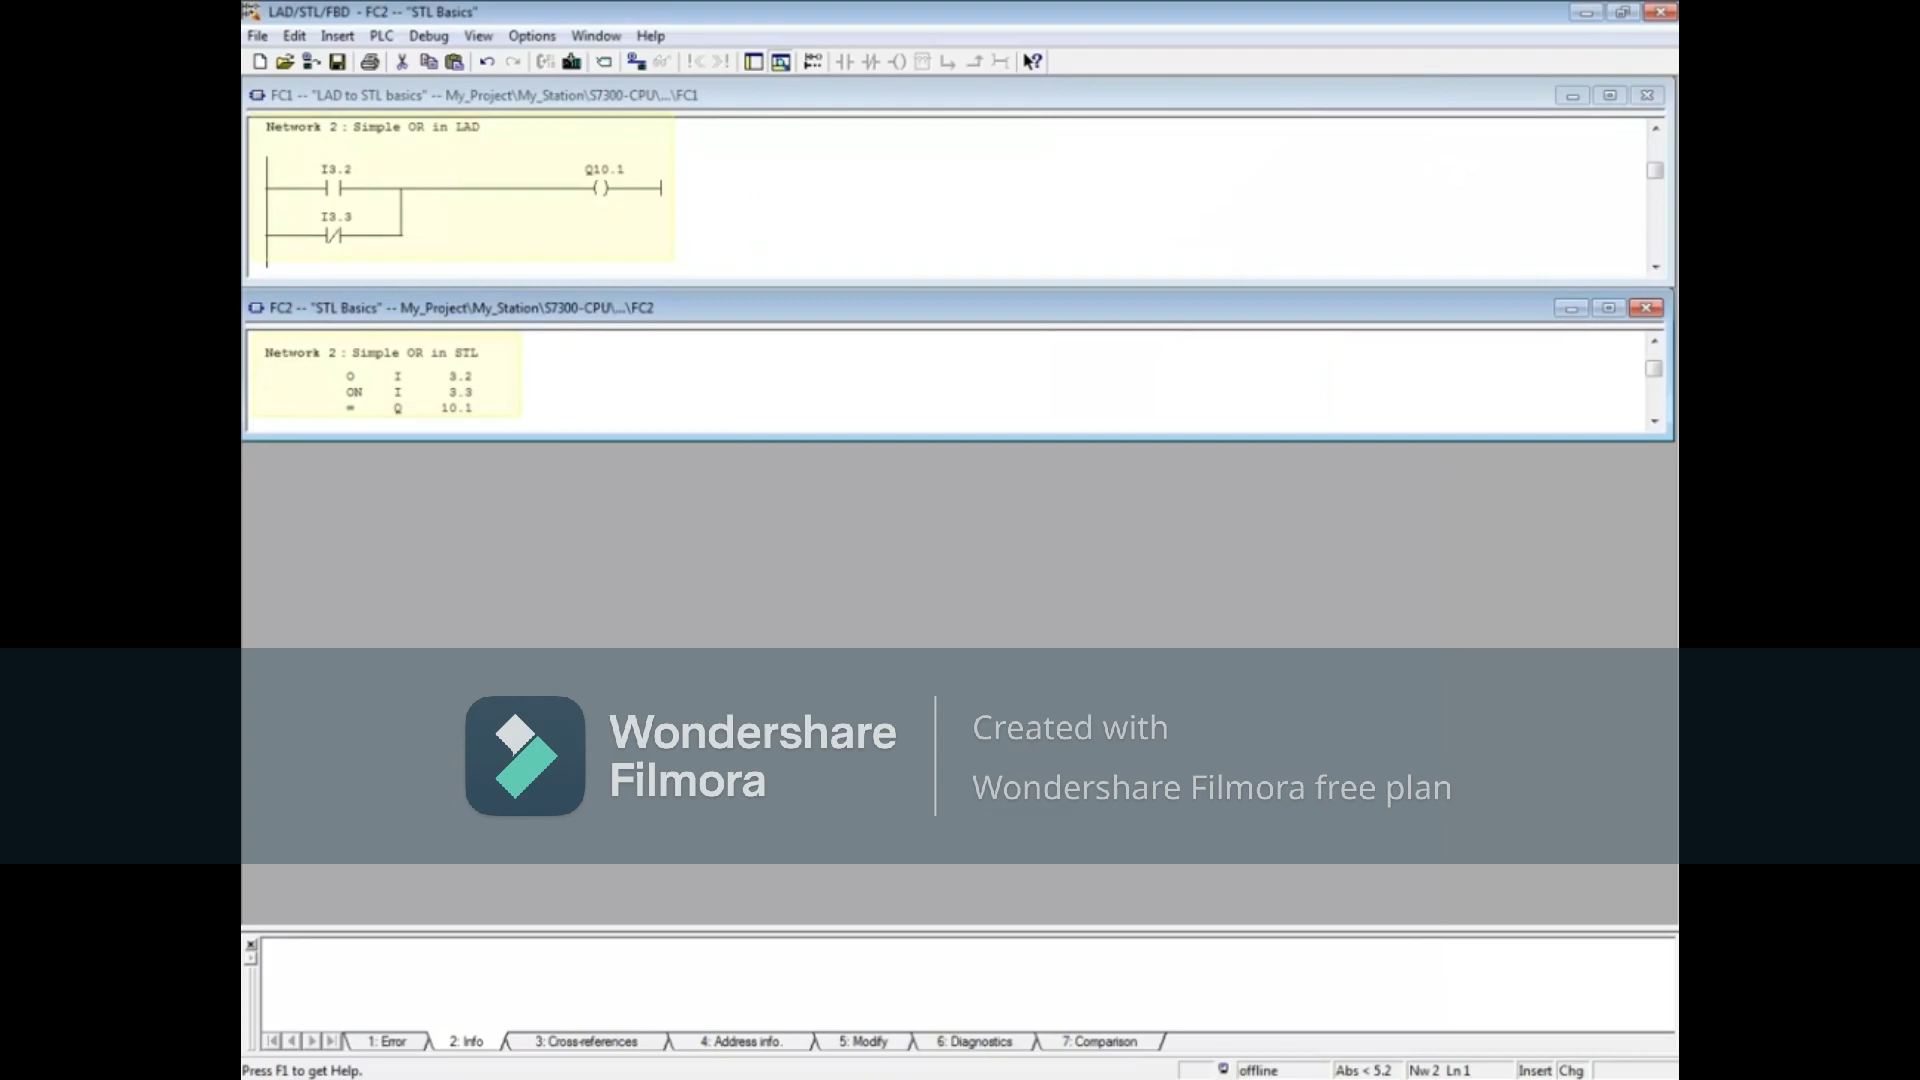 LAD/STL/FBD - FC2 -- "STL Basics"
File Edit Insert PLC Debug View Options Window Help
FC1 -- "LAD to STL basics" -- My_Project\My_Station\S7300-CPU\...\FC1
Network 2 : Simple OR in LAD
I3.2
Q10.1
I3.3
FC2 -- "STL Basics" -- My_Project\My_Station\S7300-CPU\...\FC2
Network 2 : Simple OR in STL
O I 3.2
ON I 3.3
= Q 10.1
Wondershare
Filmora
Created with
Wondershare Filmora free plan
1: Error 2: Info 3: Cross-references 4: Address info. 5: Modify 6: Diagnostics 7: Comparison
Press F1 to get Help.
offline Abs < 5.2 Nw 2 Ln 1 Insert Chg